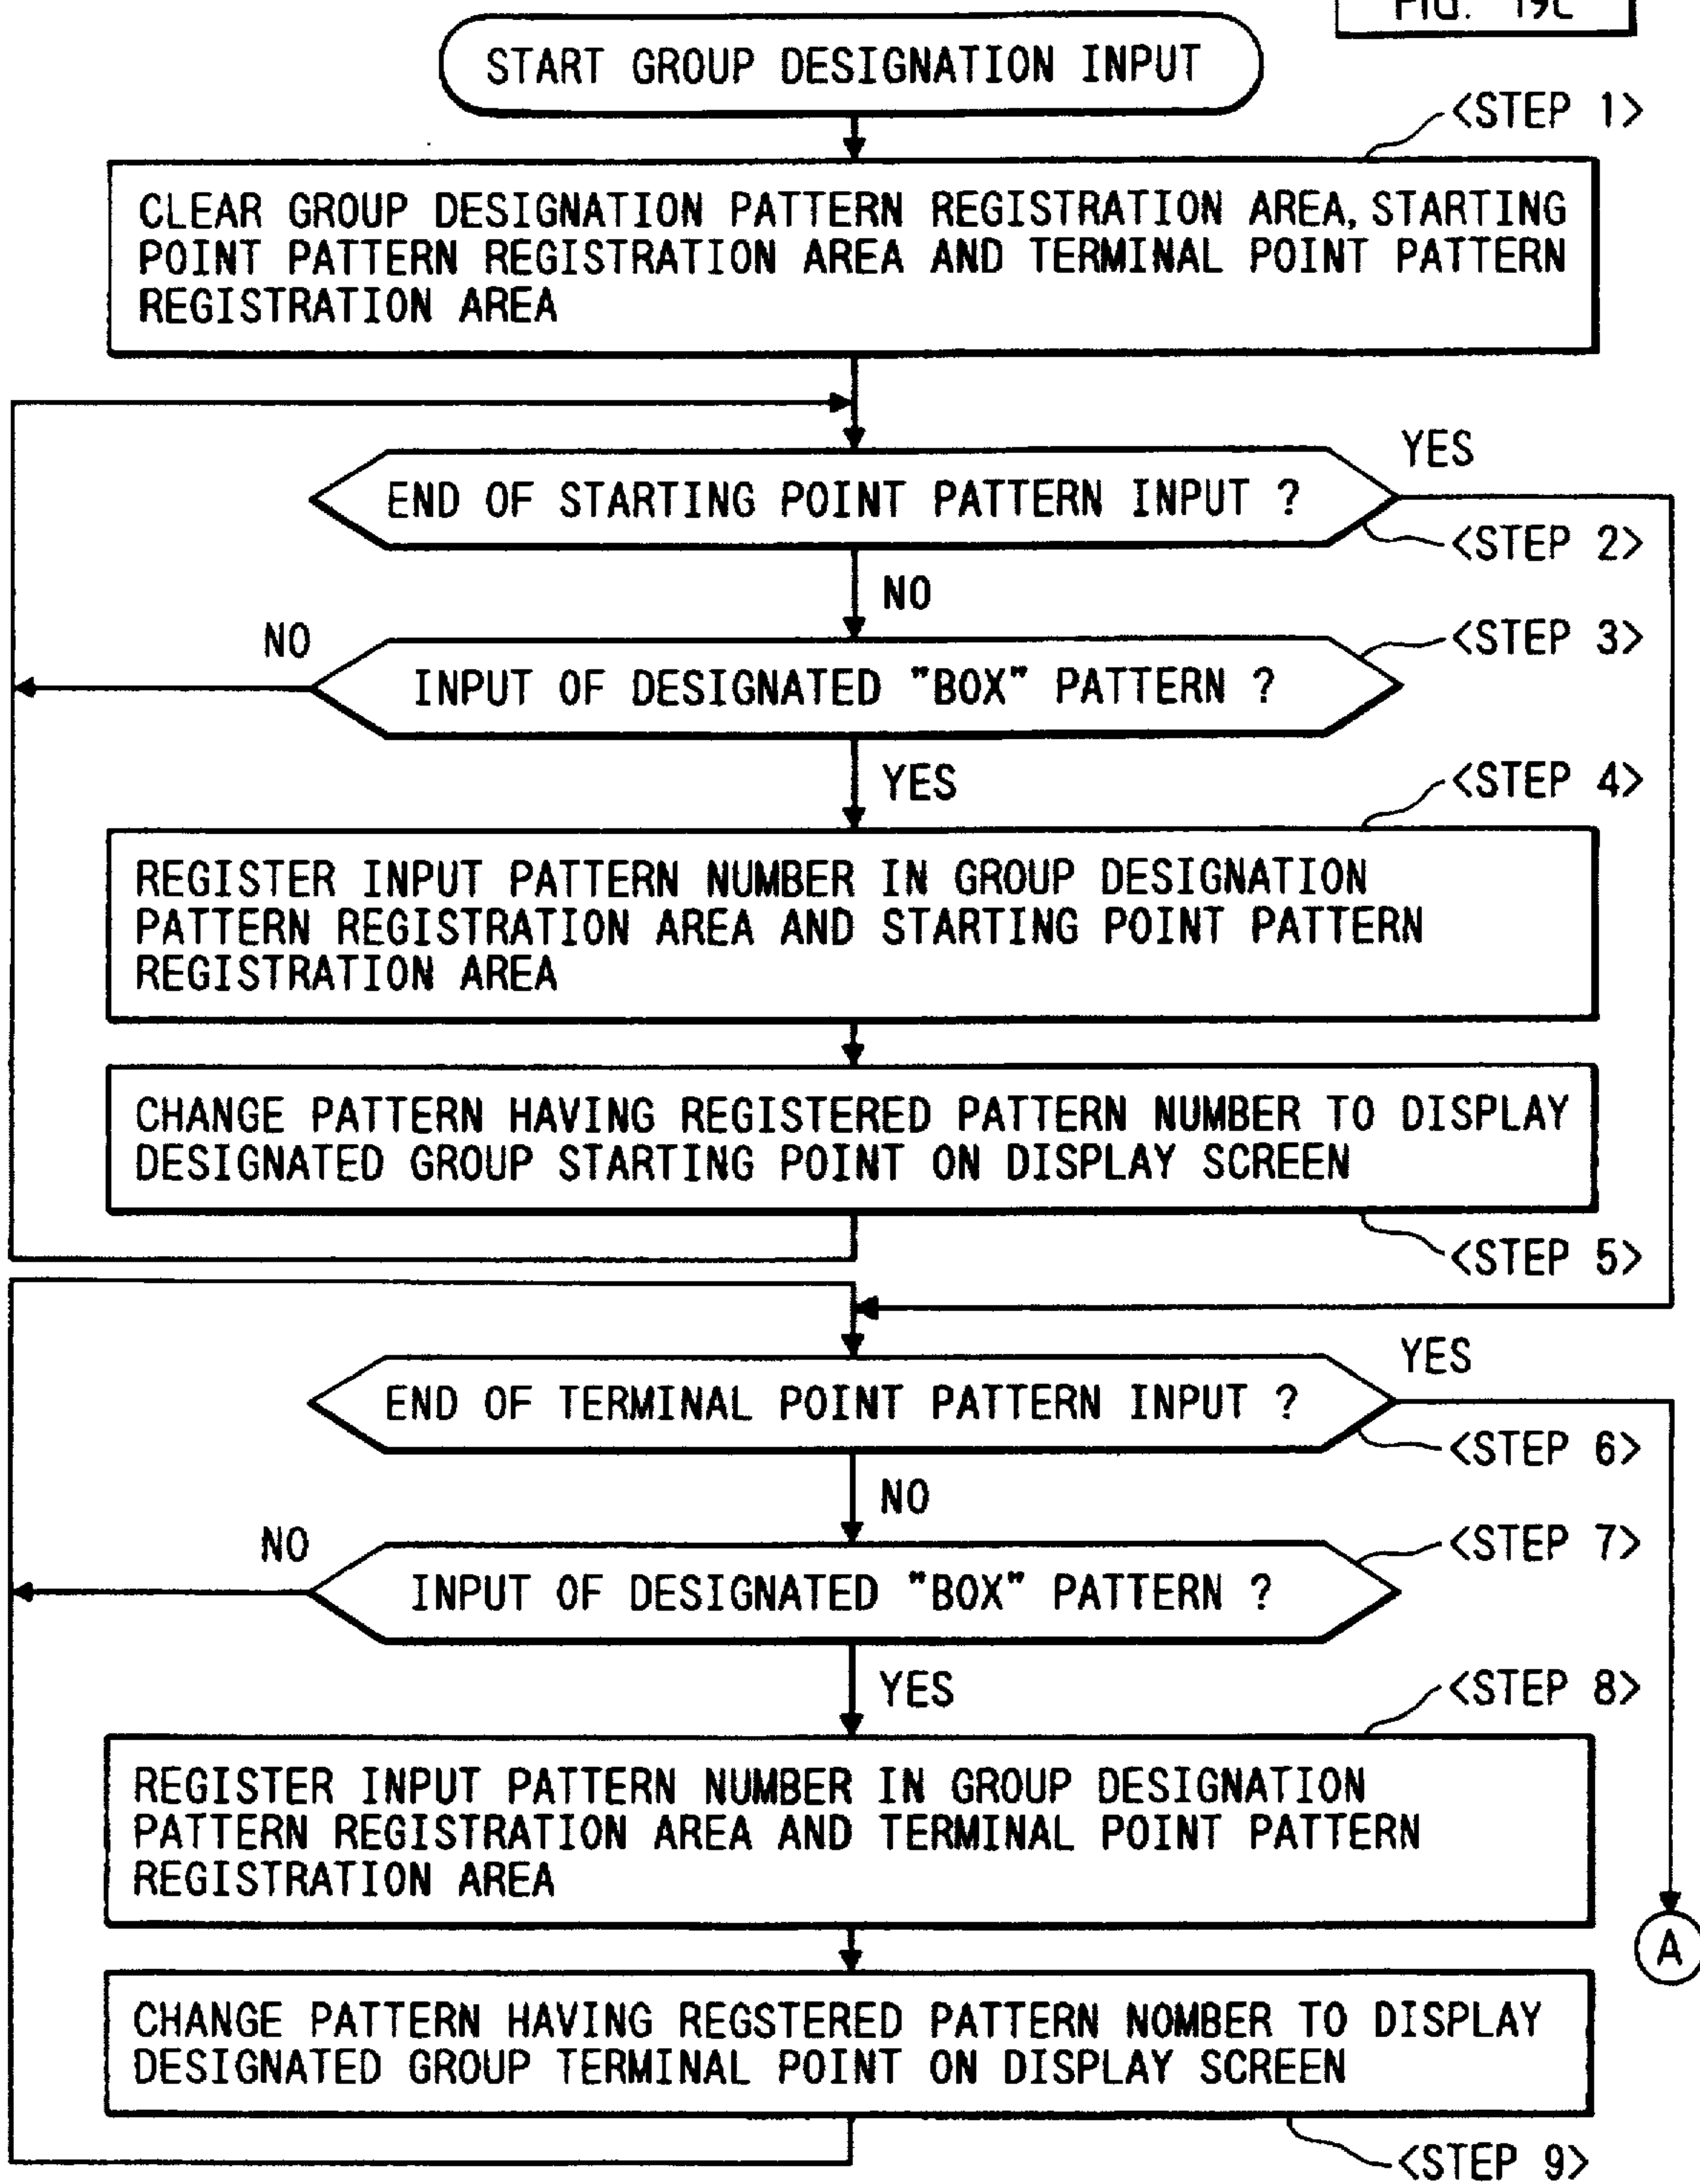 FIG. 19C
START GROUP DESIGNATION INPUT
<STEP 1>
CLEAR GROUP DESIGNATION PATTERN REGISTRATION AREA, STARTING
POINT PATTERN REGISTRATION AREA AND TERMINAL POINT PATTERN
REGISTRATION AREA
YES
END OF STARTING POINT PATTERN INPUT ?
<STEP 2>
NO
NO
<STEP 3>
INPUT OF DESIGNATED "BOX" PATTERN ?
YES
<STEP 4>
REGISTER INPUT PATTERN NUMBER IN GROUP DESIGNATION
PATTERN REGISTRATION AREA AND STARTING POINT PATTERN
REGISTRATION AREA
CHANGE PATTERN HAVING REGISTERED PATTERN NUMBER TO DISPLAY
DESIGNATED GROUP STARTING POINT ON DISPLAY SCREEN
<STEP 5>
YES
END OF TERMINAL POINT PATTERN INPUT ?
<STEP 6>
NO
NO
<STEP 7>
INPUT OF DESIGNATED "BOX" PATTERN ?
YES
<STEP 8>
REGISTER INPUT PATTERN NUMBER IN GROUP DESIGNATION
PATTERN REGISTRATION AREA AND TERMINAL POINT PATTERN
REGISTRATION AREA
A
CHANGE PATTERN HAVING REGSTERED PATTERN NOMBER TO DISPLAY
DESIGNATED GROUP TERMINAL POINT ON DISPLAY SCREEN
<STEP 9>